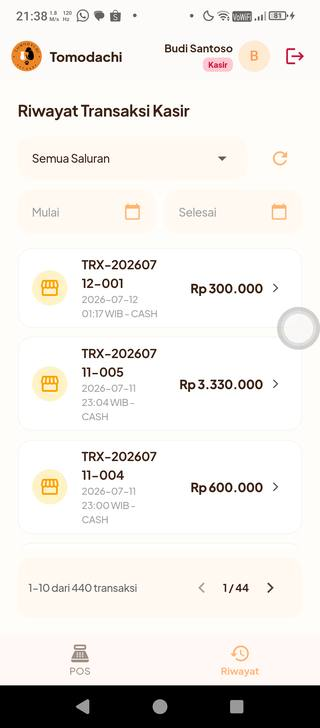 21:38 1.8 M/s 120 Hz 81
Tomodachi
Budi Santoso
Kasir
B
Riwayat Transaksi Kasir
Semua Saluran
Mulai
Selesai
TRX-202607
12-001
2026-07-12
01:17 WIB - CASH
Rp 300.000
TRX-202607
11-005
2026-07-11
23:04 WIB -
CASH
Rp 3.330.000
TRX-202607
11-004
2026-07-11
23:00 WIB -
CASH
Rp 600.000
1-10 dari 440 transaksi
1 / 44
POS
Riwayat